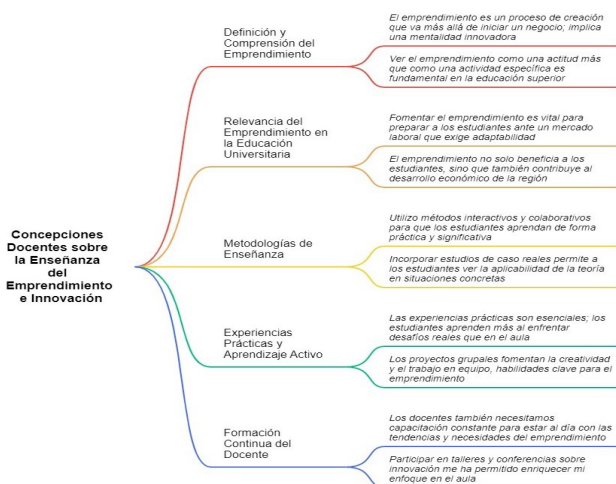 Concepciones
Docentes sobre
la Enseñanza
del
Emprendimiento
e Innovación
Definición y
Comprensión del
Emprendimiento
El emprendimiento es un proceso de creación
que va más allá de iniciar un negocio; implica
una mentalidad innovadora
Ver el emprendimiento como una actitud más
que como una actividad específica es
fundamental en la educación superior
Relevancia del
Emprendimiento en
la Educación
Universitaria
Fomentar el emprendimiento es vital para
preparar a los estudiantes ante un mercado
laboral que exige adaptabilidad
El emprendimiento no solo beneficia a los
estudiantes, sino que también contribuye al
desarrollo económico de la región
Metodologías de
Enseñanza
Utilizo métodos interactivos y colaborativos
para que los estudiantes aprendan de forma
práctica y significativa
Incorporar estudios de caso reales permite a
los estudiantes ver la aplicabilidad de la teoría
en situaciones concretas
Experiencias
Prácticas y
Aprendizaje Activo
Las experiencias prácticas son esenciales; los
estudiantes aprenden más al enfrentar
desafíos reales que en el aula
Los proyectos grupales fomentan la creatividad
y el trabajo en equipo, habilidades clave para el
emprendimiento
Formación
Continua del
Docente
Los docentes también necesitamos
capacitación constante para estar al día con las
tendencias y necesidades del emprendimiento
Participar en talleres y conferencias sobre
innovación me ha permitido enriquecer mi
enfoque en el aula